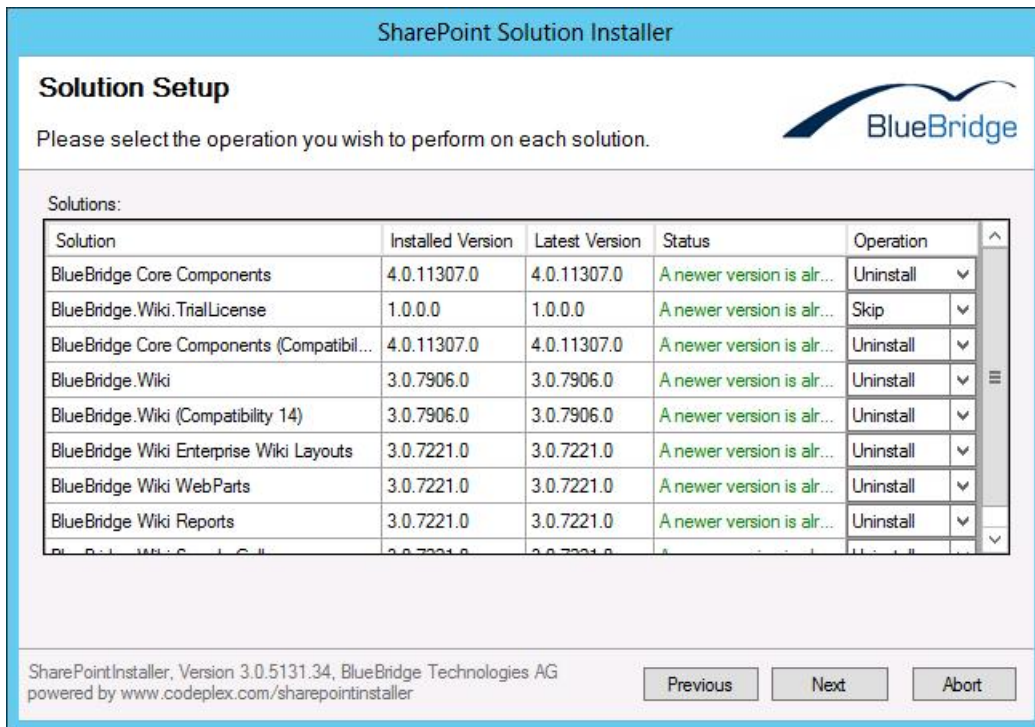 SharePoint Solution Installer
Solution Setup
Please select the operation you wish to perform on each solution.
BlueBridge
Solutions:
Solution Installed Version Latest Version Status Operation
BlueBridge Core Components 4.0.11307.0 4.0.11307.0 A newer version is alr... Uninstall
BlueBridge.Wiki.TrialLicense 1.0.0.0 1.0.0.0 A newer version is alr... Skip
BlueBridge Core Components (Compatibil... 4.0.11307.0 4.0.11307.0 A newer version is alr... Uninstall
BlueBridge.Wiki 3.0.7906.0 3.0.7906.0 A newer version is alr... Uninstall
BlueBridge.Wiki (Compatibility 14) 3.0.7906.0 3.0.7906.0 A newer version is alr... Uninstall
BlueBridge Wiki Enterprise Wiki Layouts 3.0.7221.0 3.0.7221.0 A newer version is alr... Uninstall
BlueBridge Wiki WebParts 3.0.7221.0 3.0.7221.0 A newer version is alr... Uninstall
BlueBridge Wiki Reports 3.0.7221.0 3.0.7221.0 A newer version is alr... Uninstall
SharePointInstaller, Version 3.0.5131.34, BlueBridge Technologies AG
powered by www.codeplex.com/sharepointinstaller
Previous Next Abort